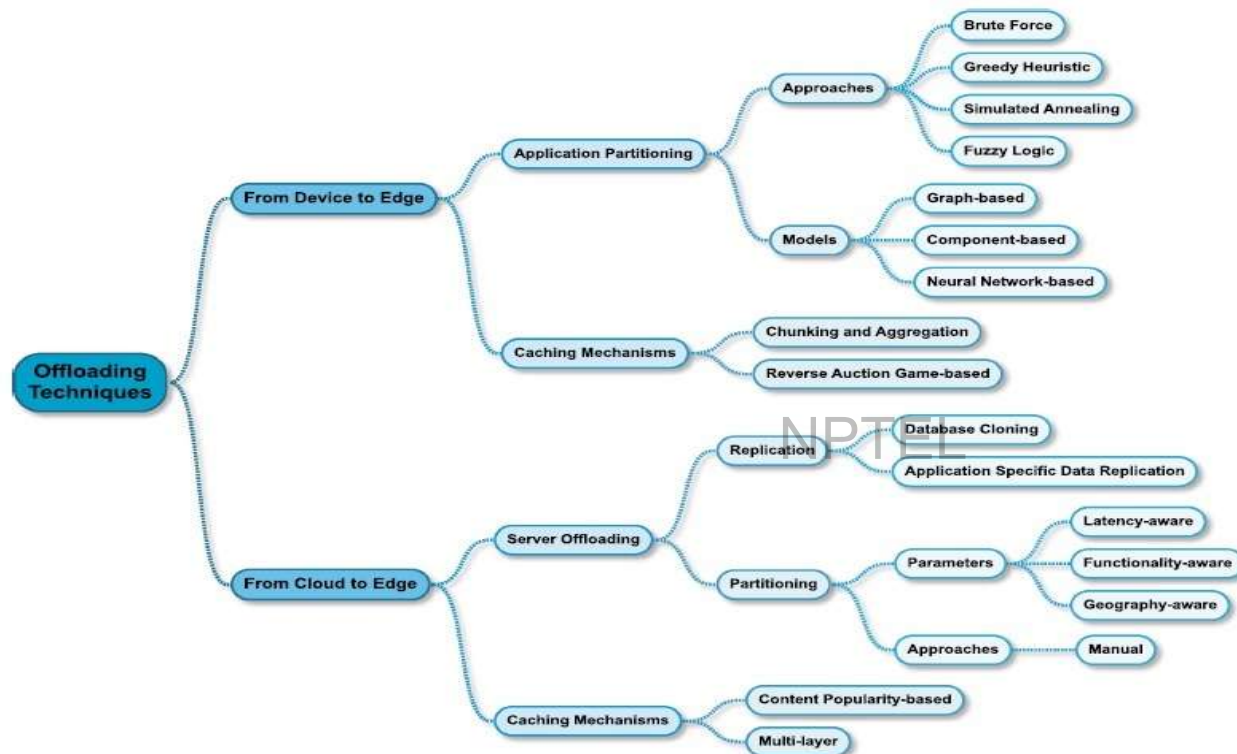 Offloading
Techniques
From Device to Edge
Application Partitioning
Approaches
Brute Force
Greedy Heuristic
Simulated Annealing
Fuzzy Logic
Models
Graph-based
Component-based
Neural Network-based
Caching Mechanisms
Chunking and Aggregation
Reverse Auction Game-based
From Cloud to Edge
Server Offloading
Replication
NPTEL
Database Cloning
Application Specific Data Replication
Partitioning
Parameters
Latency-aware
Functionality-aware
Geography-aware
Approaches
Manual
Caching Mechanisms
Content Popularity-based
Multi-layer